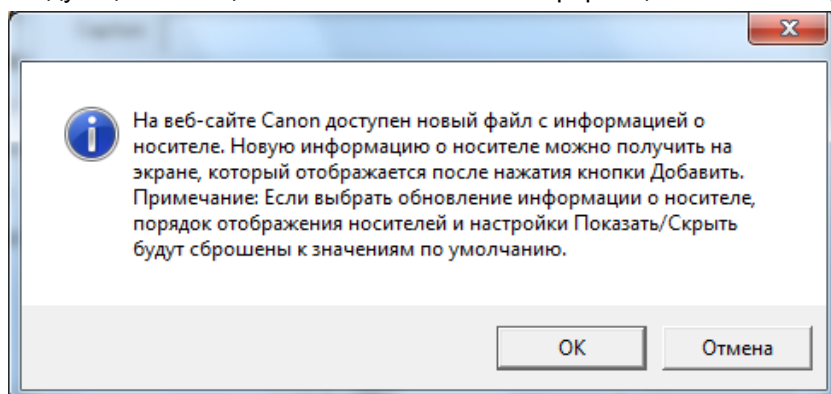 На веб-сайте Canon доступен новый файл с информацией о
носителе. Новую информацию о носителе можно получить на
экране, который отображается после нажатия кнопки Добавить.
Примечание: Если выбрать обновление информации о носителе,
порядок отображения носителей и настройки Показать/Скрыть
будут сброшены к значениям по умолчанию.
OK
Отмена